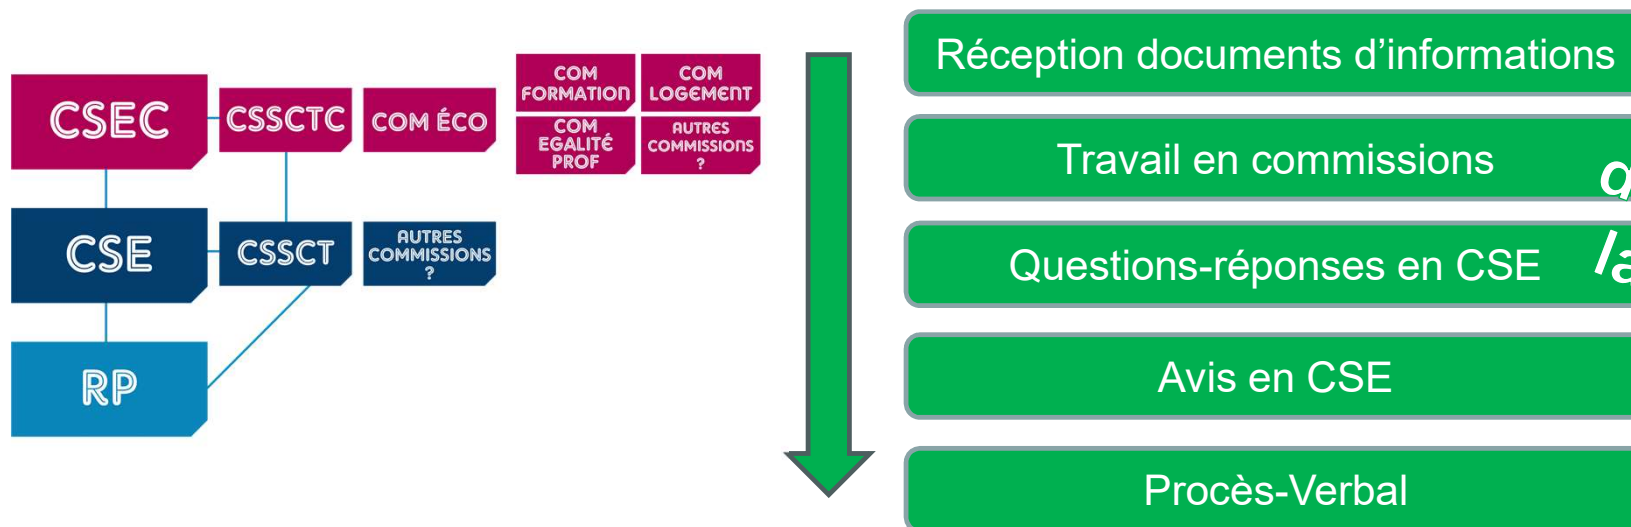 CSEC
CSSCTC
COM ÉCO
COM
FORMATION
COM
LOGEMENT
COM
EGALITÉ
PROF
AUTRES
COMMISSIONS
?
CSE
CSSCT
AUTRES
COMMISSIONS
?
RP
Réception documents d’informations
Travail en commissions
Questions-réponses en CSE
la
Avis en CSE
Procès-Verbal